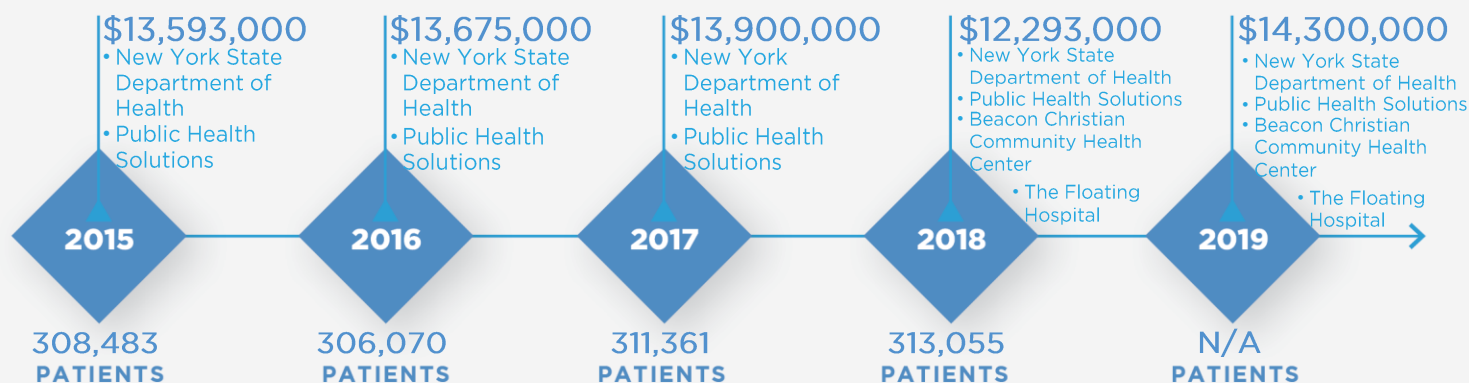 $13,593,000
• New York State
Department of
Health
• Public Health
Solutions
2015
308,483
PATIENTS
$13,675,000
• New York State
Department of
Health
• Public Health
Solutions
2016
306,070
PATIENTS
$13,900,000
• New York
Department of
Health
• Public Health
Solutions
2017
311,361
PATIENTS
$12,293,000
• New York State
Department of Health
• Public Health Solutions
• Beacon Christian
Community Health
Center
• The Floating
Hospital
2018
313,055
PATIENTS
$14,300,000
• New York State
Department of Health
• Public Health Solutions
• Beacon Christian
Community Health
Center
• The Floating
Hospital
2019
N/A
PATIENTS